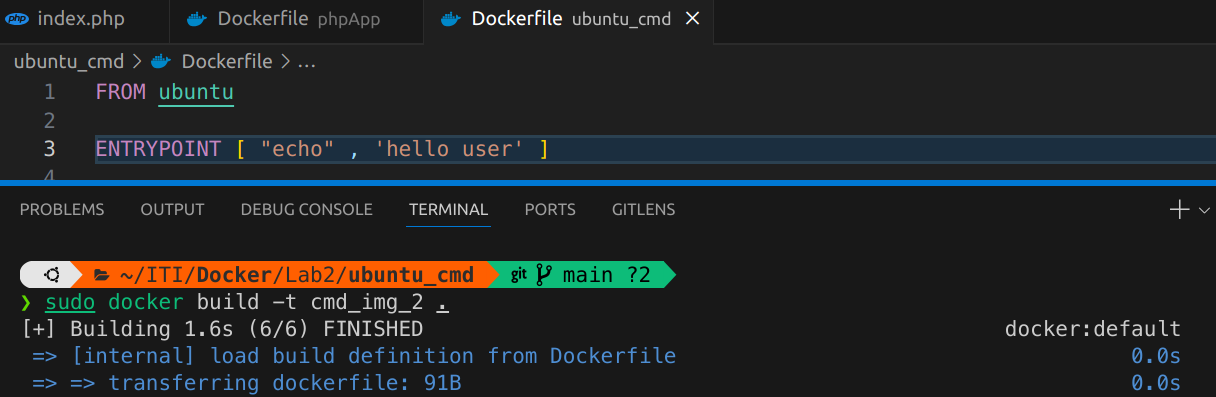 php index.php Dockerfile phpApp Dockerfile ubuntu_cmd ×
ubuntu_cmd > Dockerfile > ...
1 FROM ubuntu
2
3 ENTRYPOINT [ "echo" , 'hello user' ]
4
PROBLEMS OUTPUT DEBUG CONSOLE TERMINAL PORTS GITLENS
~/ITI/Docker/Lab2/ubuntu_cmd git main ?2
❯ sudo docker build -t cmd_img_2 .
[+] Building 1.6s (6/6) FINISHED docker:default
=> [internal] load build definition from Dockerfile 0.0s
=> => transferring dockerfile: 91B 0.0s